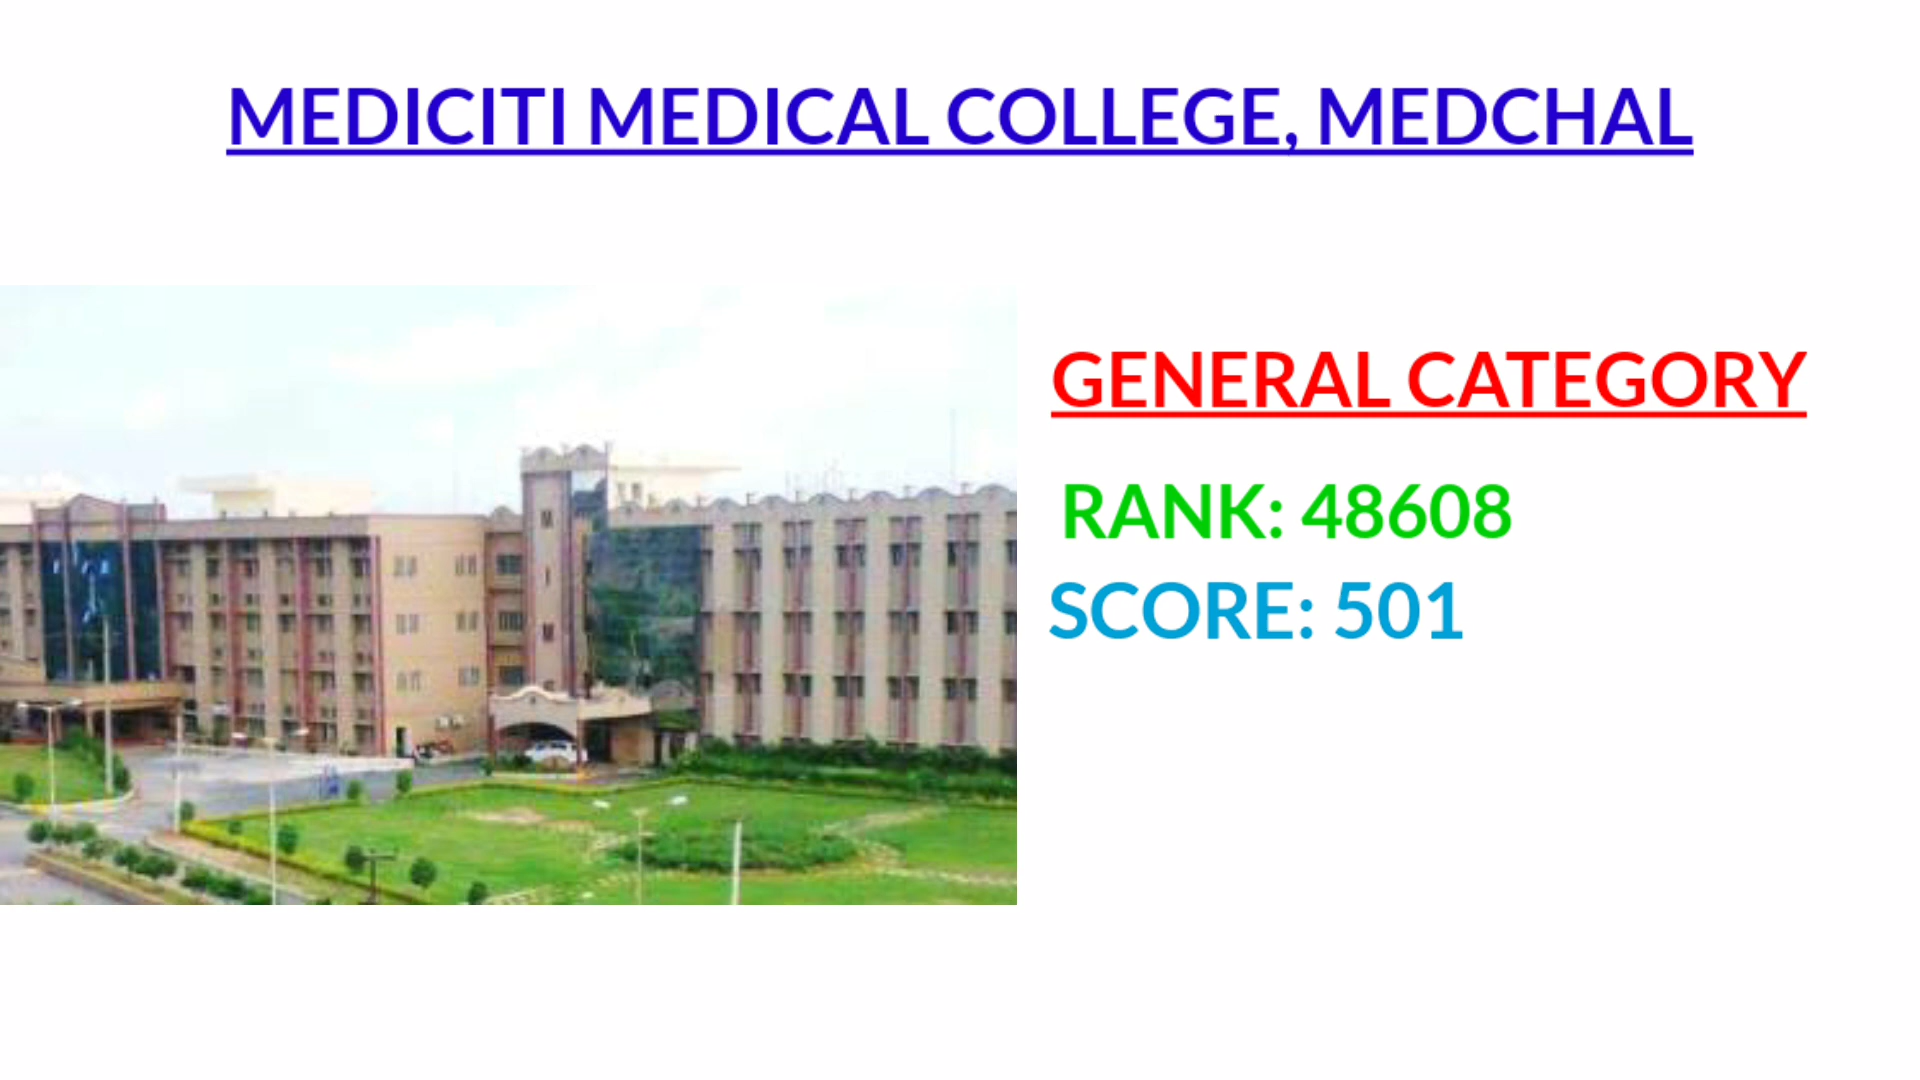 MEDICITI MEDICAL COLLEGE, MEDCHAL
GENERAL CATEGORY
RANK: 48608
SCORE: 501